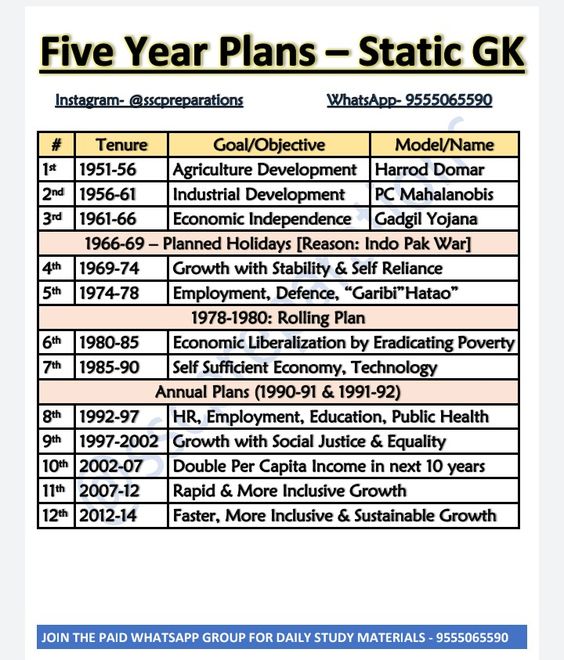 Five Year Plans – Static GK
Instagram- @sscpreparations WhatsApp- 9555065590
# Tenure Goal/Objective Model/Name
1st 1951-56 Agriculture Development Harrod Domar
2nd 1956-61 Industrial Development PC Mahalanobis
3rd 1961-66 Economic Independence Gadgil Yojana
1966-69 – Planned Holidays [Reason: Indo Pak War]
4th 1969-74 Growth with Stability & Self Reliance
5th 1974-78 Employment, Defence, “Garibi”Hatao”
1978-1980: Rolling Plan
6th 1980-85 Economic Liberalization by Eradicating Poverty
7th 1985-90 Self Sufficient Economy, Technology
Annual Plans (1990-91 & 1991-92)
8th 1992-97 HR, Employment, Education, Public Health
9th 1997-2002 Growth with Social Justice & Equality
10th 2002-07 Double Per Capita Income in next 10 years
11th 2007-12 Rapid & More Inclusive Growth
12th 2012-14 Faster, More Inclusive & Sustainable Growth
@sscpreparations
JOIN THE PAID WHATSAPP GROUP FOR DAILY STUDY MATERIALS - 9555065590